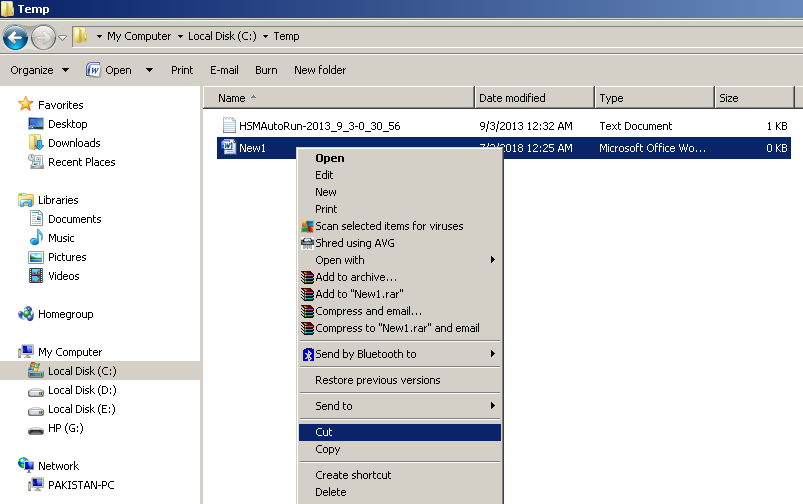 Temp
My Computer Local Disk (C:) Temp
Organize Open Print E-mail Burn New folder
Favorites
Desktop
Downloads
Recent Places
Libraries
Documents
Music
Pictures
Videos
Homegroup
My Computer
Local Disk (C:)
Local Disk (D:)
Local Disk (E:)
HP (G:)
Network
PAKISTAN-PC
Name Date modified Type Size
HSMAutoRun-2013_9_3-0_30_56 9/3/2013 12:32 AM Text Document 1 KB
New1 2018 12:25 AM Microsoft Office Wo... 0 KB
Open
Edit
New
Print
Scan selected items for viruses
Shred using AVG
Open with
Add to archive...
Add to "New1.rar"
Compress and email...
Compress to "New1.rar" and email
Send by Bluetooth to
Restore previous versions
Send to
Cut
Copy
Create shortcut
Delete